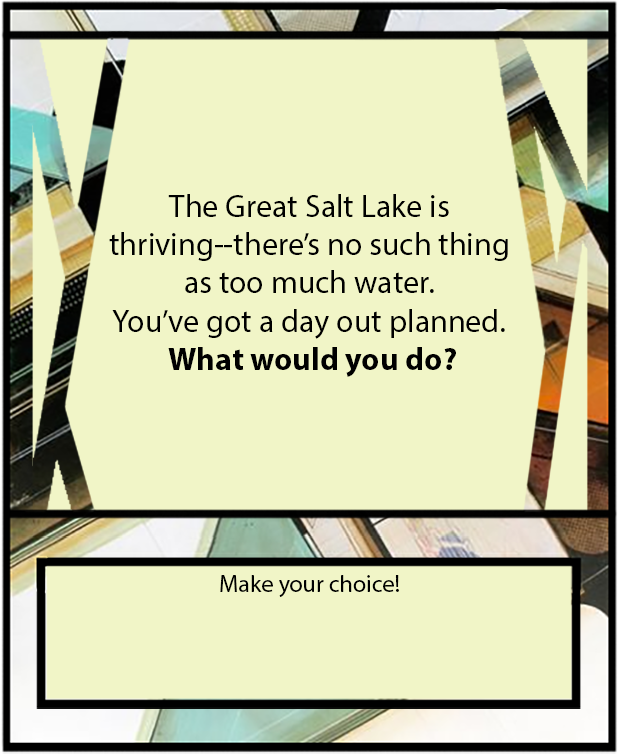 The Great Salt Lake is
thriving--there’s no such thing
as too much water.
You’ve got a day out planned.
What would you do?
Make your choice!